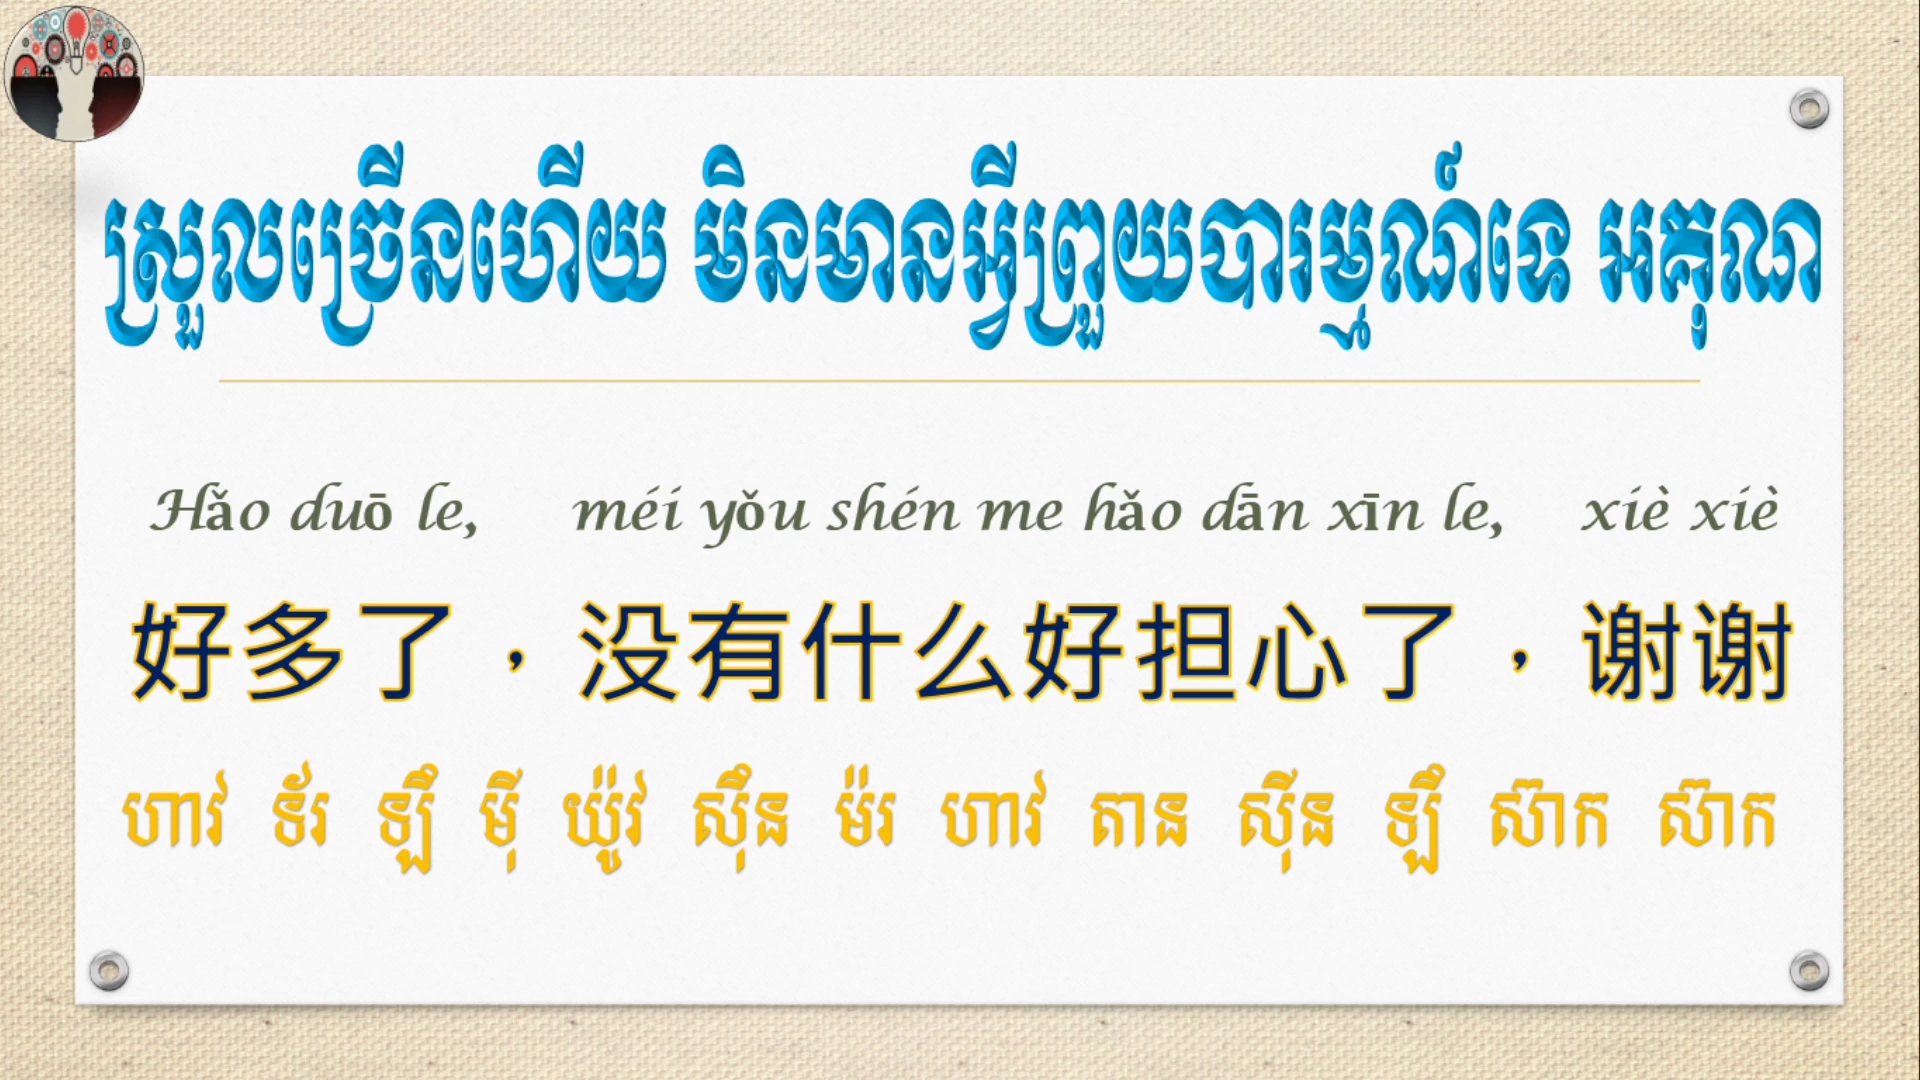 ស្រួលច្រើនហើយ មិនមានអ្វីព្រួយបារម្មណ៍ទេ អគុណ
Hǎo duō le, méi yǒu shén me hǎo dān xīn le, xiè xiè
好多了，没有什么好担心了，谢谢
ហាវ ទ័រ ឡឹ ម៉ី យ៉ូវ ស៊ឹន ម៉រ ហាវ តាន ស៊ីន ឡឹ ស៊ាក ស៊ាក